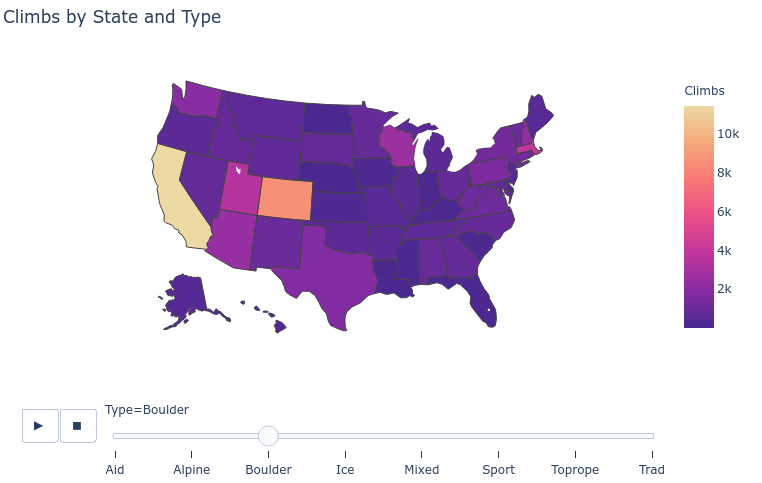 Climbs by State and Type
Climbs
10k
8k
6k
4k
2k
Type=Boulder
Aid Alpine Boulder Ice Mixed Sport Toprope Trad